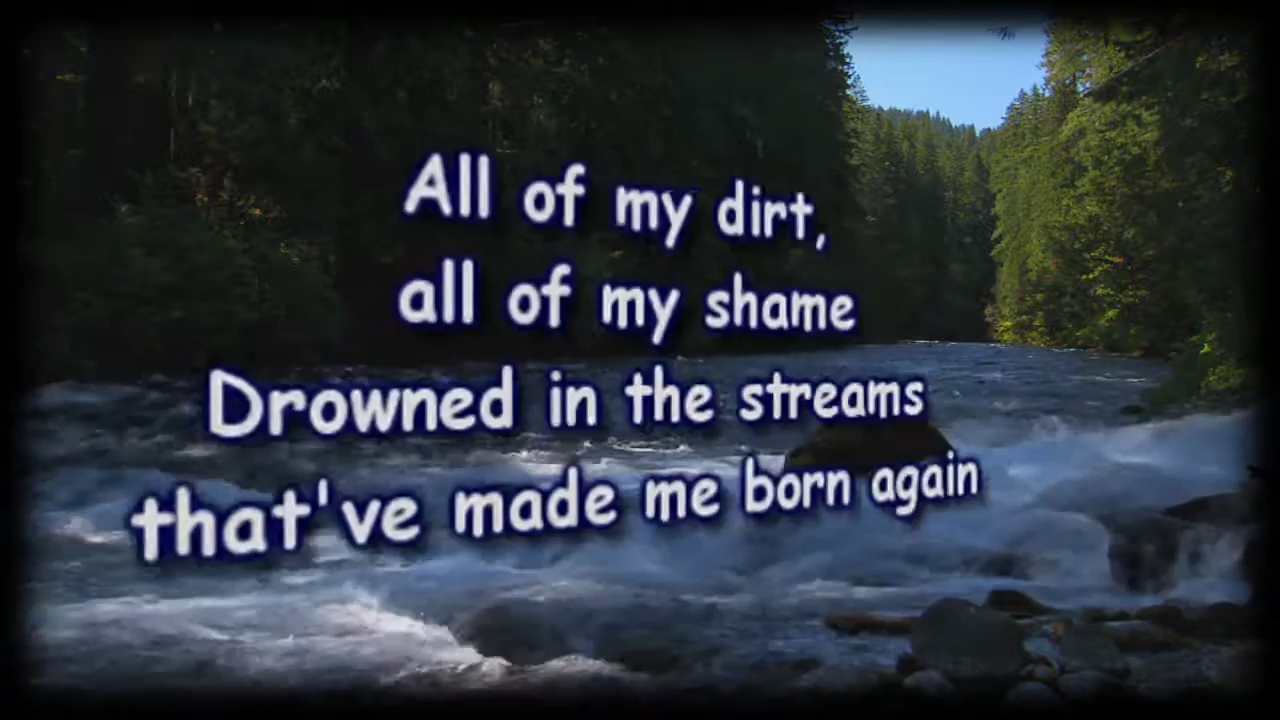 All of my dirt,
all of my shame
Drowned in the streams
that've made me born again